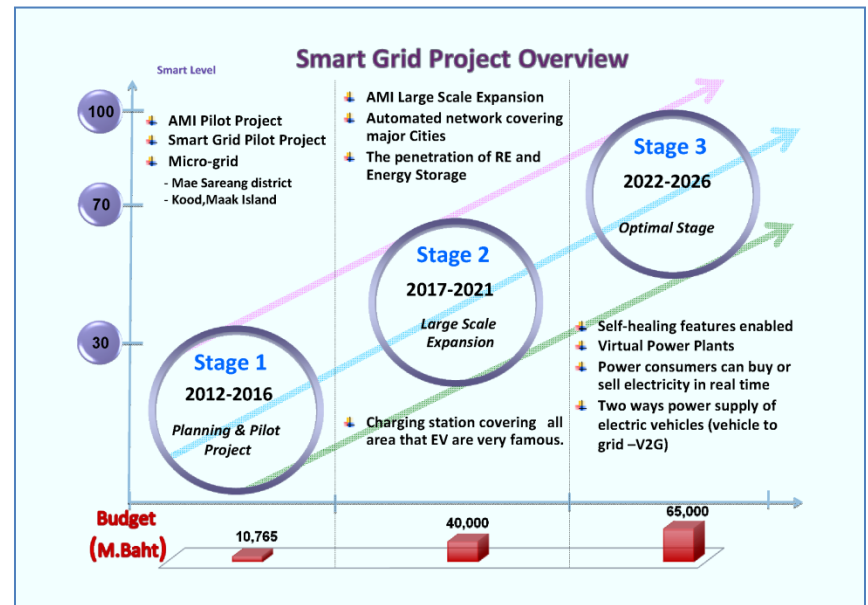 Smart Grid Project Overview
Smart Level
100
70
30
AMI Pilot Project
Smart Grid Pilot Project
Micro-grid
- Mae Sareang district
- Kood,Maak Island
AMI Large Scale Expansion
Automated network covering
major Cities
The penetration of RE and
Energy Storage
Stage 1
2012-2016
Planning & Pilot
Project
Stage 2
2017-2021
Large Scale
Expansion
Stage 3
2022-2026
Optimal Stage
Charging station covering all
area that EV are very famous.
Self-healing features enabled
Virtual Power Plants
Power consumers can buy or
sell electricity in real time
Two ways power supply of
electric vehicles (vehicle to
grid –V2G)
Budget
(M.Baht)
10,765
40,000
65,000